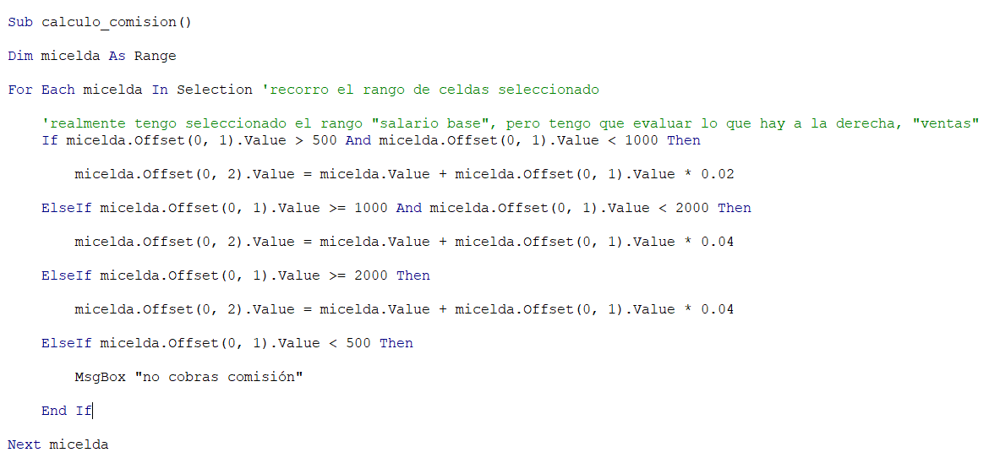 Sub calculo_comision()
Dim micelda As Range
For Each micelda In Selection 'recorro el rango de celdas seleccionado
'realmente tengo seleccionado el rango "salario base", pero tengo que evaluar lo que hay a la derecha, "ventas"
If micelda.Offset(0, 1).Value > 500 And micelda.Offset(0, 1).Value < 1000 Then
micelda.Offset(0, 2).Value = micelda.Value + micelda.Offset(0, 1).Value * 0.02
ElseIf micelda.Offset(0, 1).Value >= 1000 And micelda.Offset(0, 1).Value < 2000 Then
micelda.Offset(0, 2).Value = micelda.Value + micelda.Offset(0, 1).Value * 0.04
ElseIf micelda.Offset(0, 1).Value >= 2000 Then
micelda.Offset(0, 2).Value = micelda.Value + micelda.Offset(0, 1).Value * 0.04
ElseIf micelda.Offset(0, 1).Value < 500 Then
MsgBox "no cobras comisión"
End If
Next micelda